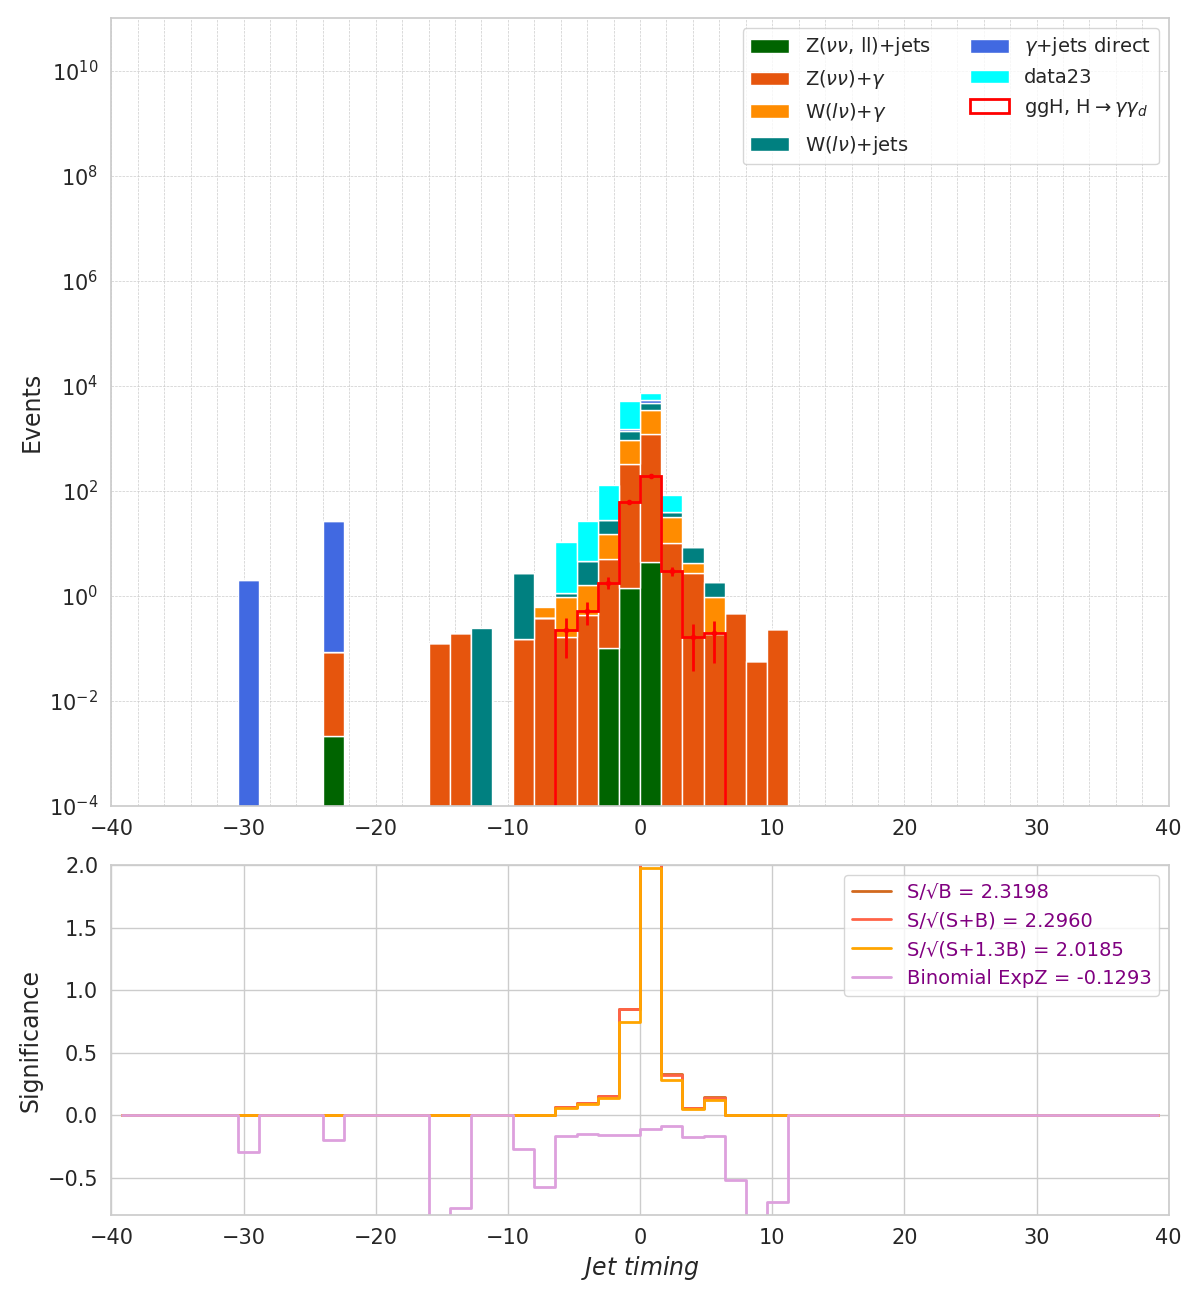 Z(νν, ll)+jets
Z(νν)+γ
W(lν)+γ
W(lν)+jets
γ+jets direct
data23
ggH, H→γγ_d
Events
10^10
10^8
10^6
10^4
10^2
10^0
10^−2
10^−4
−40 −30 −20 −10 0 10 20 30 40
Significance
2.0
1.5
1.0
0.5
0.0
−0.5
S/√B = 2.3198
S/√(S+B) = 2.2960
S/√(S+1.3B) = 2.0185
Binomial ExpZ = -0.1293
−40 −30 −20 −10 0 10 20 30 40
Jet timing